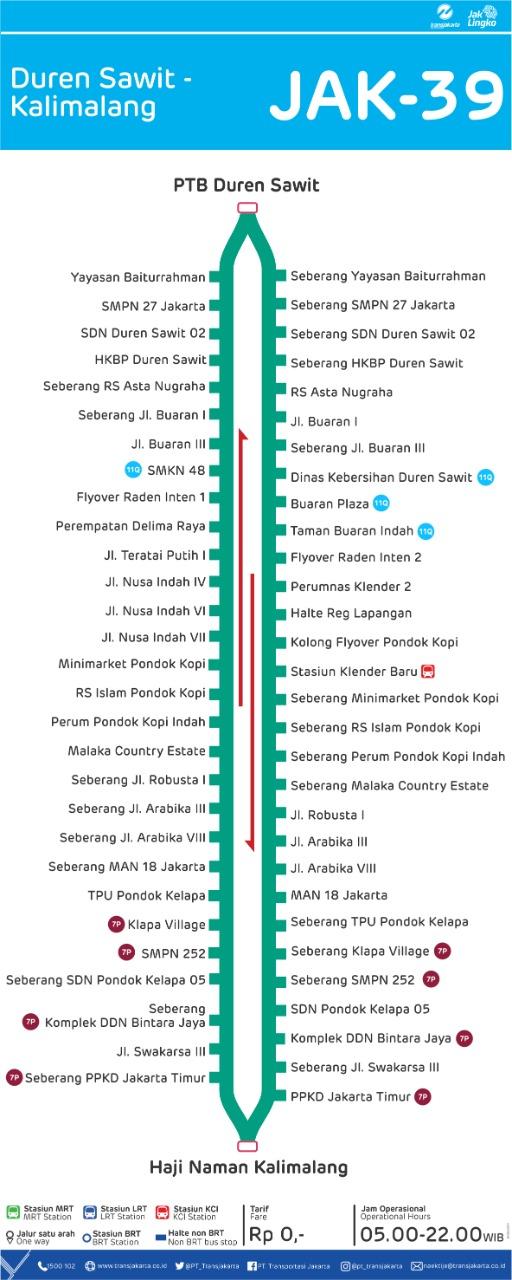 transjakarta
Jak
Lingko
Duren Sawit -
Kalimalang
JAK-39
PTB Duren Sawit
Yayasan Baiturrahman
SMPN 27 Jakarta
SDN Duren Sawit 02
HKBP Duren Sawit
Seberang RS Asta Nugraha
Seberang Jl. Buaran I
Jl. Buaran III
11Q SMKN 48
Flyover Raden Inten 1
Perempatan Delima Raya
Jl. Teratai Putih I
Jl. Nusa Indah IV
Jl. Nusa Indah VI
Jl. Nusa Indah VII
Minimarket Pondok Kopi
RS Islam Pondok Kopi
Perum Pondok Kopi Indah
Malaka Country Estate
Seberang Jl. Robusta I
Seberang Jl. Arabika III
Seberang Jl. Arabika VIII
Seberang MAN 18 Jakarta
TPU Pondok Kelapa
7P Klapa Village
7P SMPN 252
Seberang SDN Pondok Kelapa 05
Seberang
7P Komplek DDN Bintara Jaya
Jl. Swakarsa III
7P Seberang PPKD Jakarta Timur
Seberang Yayasan Baiturrahman
Seberang SMPN 27 Jakarta
Seberang SDN Duren Sawit 02
Seberang HKBP Duren Sawit
RS Asta Nugraha
Jl. Buaran I
Seberang Jl. Buaran III
Dinas Kebersihan Duren Sawit 11Q
Buaran Plaza 11Q
Taman Buaran Indah 11Q
Flyover Raden Inten 2
Perumnas Klender 2
Halte Reg Lapangan
Kolong Flyover Pondok Kopi
Stasiun Klender Baru
Seberang Minimarket Pondok Kopi
Seberang RS Islam Pondok Kopi
Seberang Perum Pondok Kopi Indah
Seberang Malaka Country Estate
Jl. Robusta I
Jl. Arabika III
Jl. Arabika VIII
MAN 18 Jakarta
Seberang TPU Pondok Kelapa
Seberang Klapa Village 7P
Seberang SMPN 252 7P
SDN Pondok Kelapa 05
Komplek DDN Bintara Jaya 7P
Seberang Jl. Swakarsa III
PPKD Jakarta Timur 7P
Haji Naman Kalimalang
Stasiun MRT
MRT Station
Stasiun LRT
LRT Station
Stasiun KCI
KCI Station
Jalur satu arah
One way
Stasiun BRT
BRT Station
Halte non BRT
Non BRT bus stop
Tarif
Fare
Rp 0,-
Jam Operasional
Operational Hours
05.00-22.00 WIB
1500 102
www.transjakarta.co.id
@PT_Transjakarta
PT Transportasi Jakarta
@pt_transjakarta
naektije@transjakarta.co.id